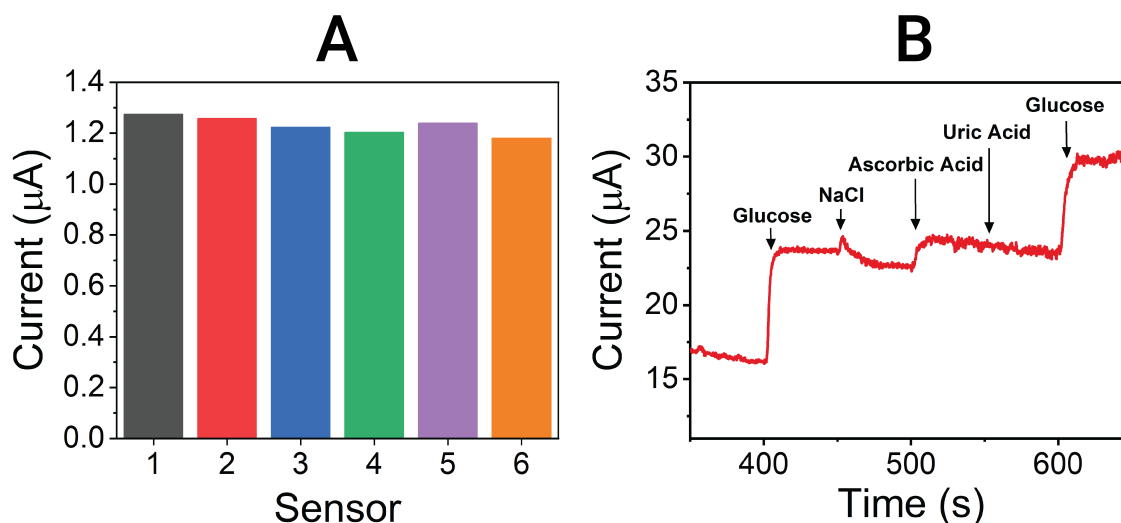 A
Current (μA)
1.4
1.2
1.0
0.8
0.6
0.4
0.2
0.0
1 2 3 4 5 6
Sensor
B
Current (μA)
35
30
25
20
15
Glucose
NaCl
Ascorbic Acid
Uric Acid
Glucose
400 500 600
Time (s)